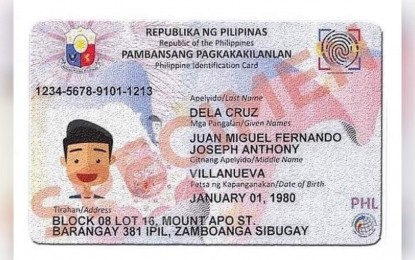 REPUBLIKA NG PILIPINAS
Republic of the Philippines
PAMBANSANG PAGKAKAKILANLAN
Philippine Identification Card
1234-5678-9101-1213
Apelyido/Last Name
DELA CRUZ
Mga Pangalan/Given Names
JUAN MIGUEL FERNANDO
JOSEPH ANTHONY
Gitnang Apelyido/Middle Name
VILLANUEVA
Petsa ng Kapanganakan/Date of Birth
JANUARY 01, 1980
PHL
Tirahan/Address
BLOCK 08 LOT 16, MOUNT APO ST.
BARANGAY 381 IPIL, ZAMBOANGA SIBUGAY
SPECIMEN